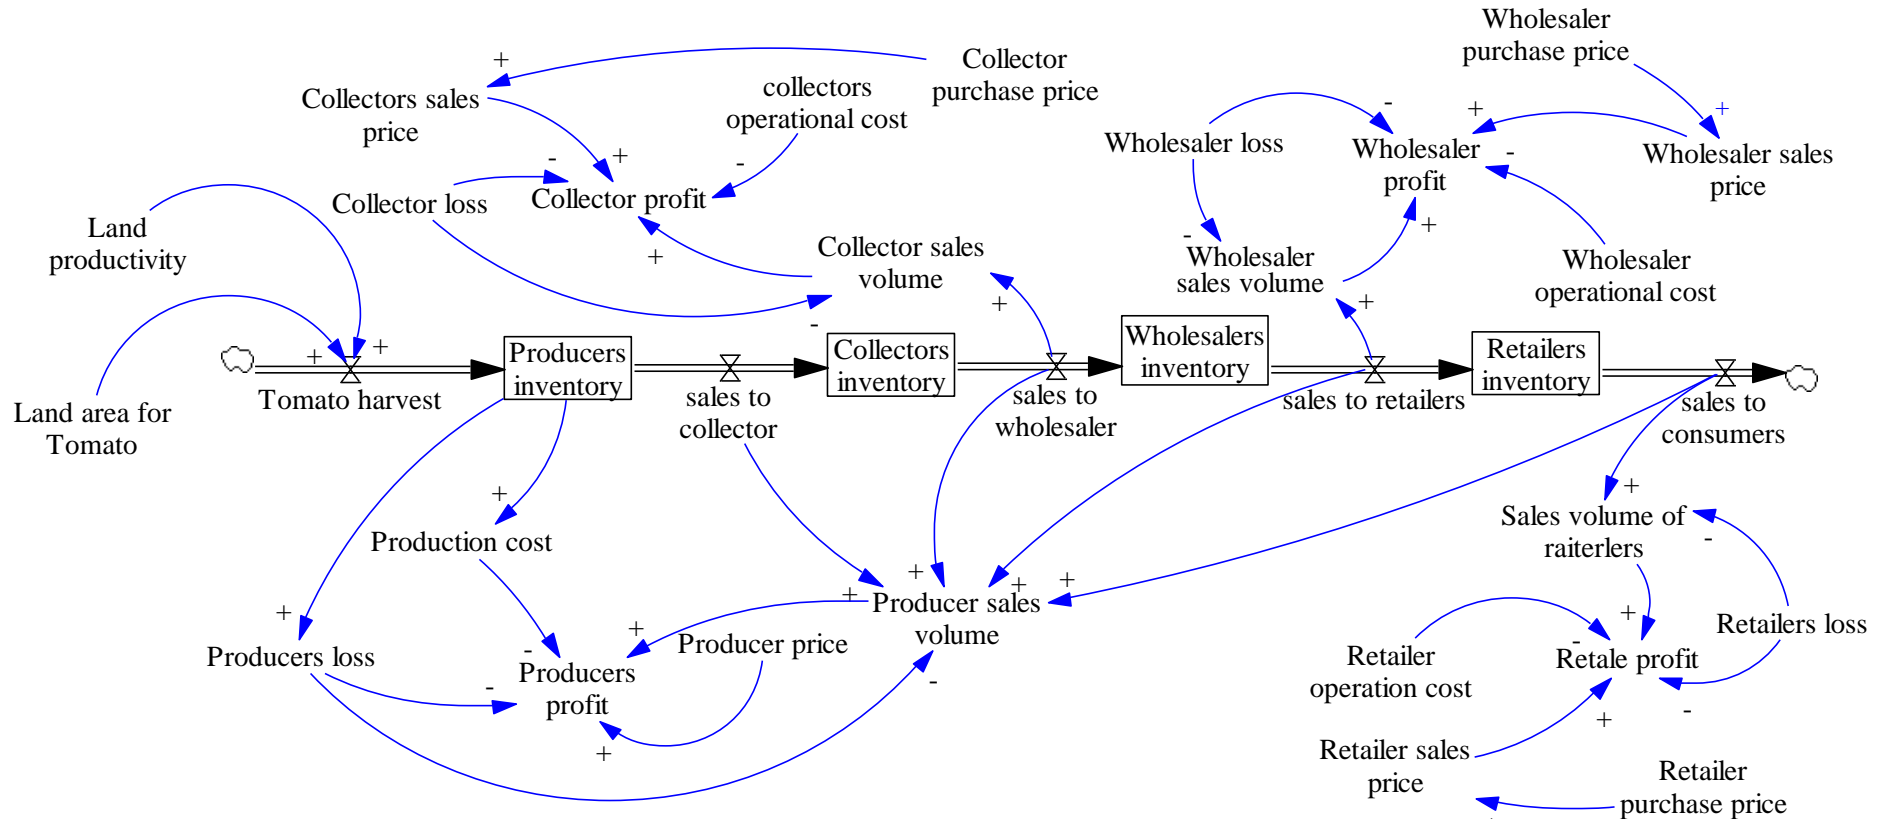 Wholesaler
purchase price
+
Collector
purchase price
collectors
operational cost
Collectors sales
price
+
-
+
-
Collector loss
Collector profit
+
Wholesaler loss
-
+
+
Wholesaler
profit
-
Wholesaler sales
price
Land
productivity
Collector sales
volume
-
Wholesaler
sales volume
+
Wholesaler
operational cost
+
+
-
Land area for
Tomato
+
+
Tomato harvest
Producers
inventory
sales to
collector
Collectors
inventory
sales to
wholesaler
Wholesalers
inventory
sales to retailers
Retailers
inventory
sales to
consumers
+
Production cost
+
Sales volume of
raiterlers
-
+
Producers loss
-
-
Producers
profit
+
+
Producer price
+
+
+
+
Producer sales
volume
-
Retailer
operation cost
-
+
Retale profit
Retailers loss
-
+
Retailer sales
price
Retailer
purchase price